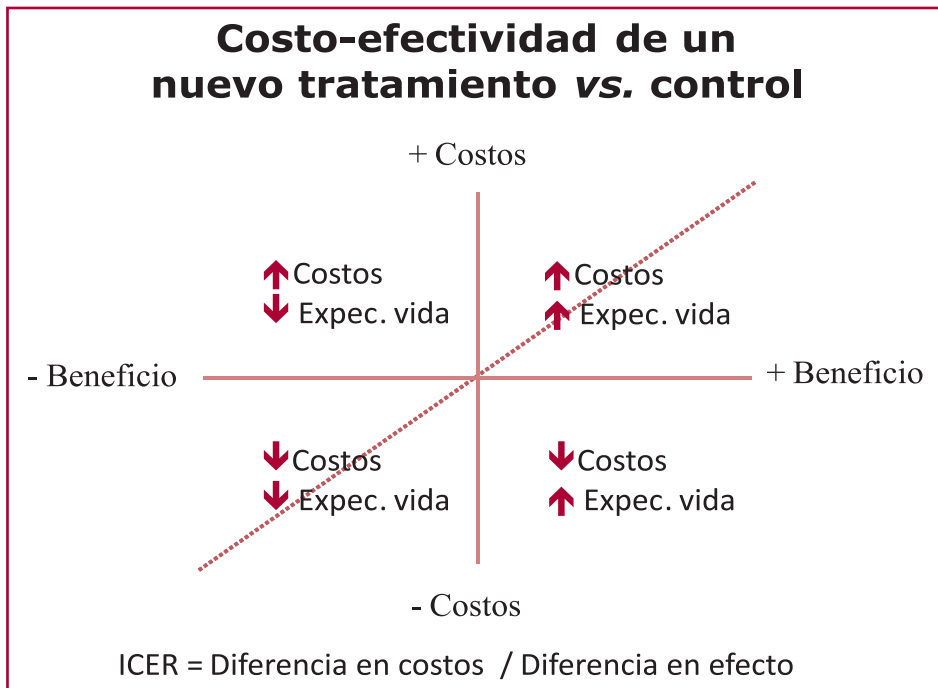 Costo-efectividad de un
nuevo tratamiento vs. control
+ Costos
↑ Costos
↓ Expec. vida
↑ Costos
↑ Expec. vida
- Beneficio
+ Beneficio
↓ Costos
↓ Expec. vida
↓ Costos
↑ Expec. vida
- Costos
ICER = Diferencia en costos / Diferencia en efecto